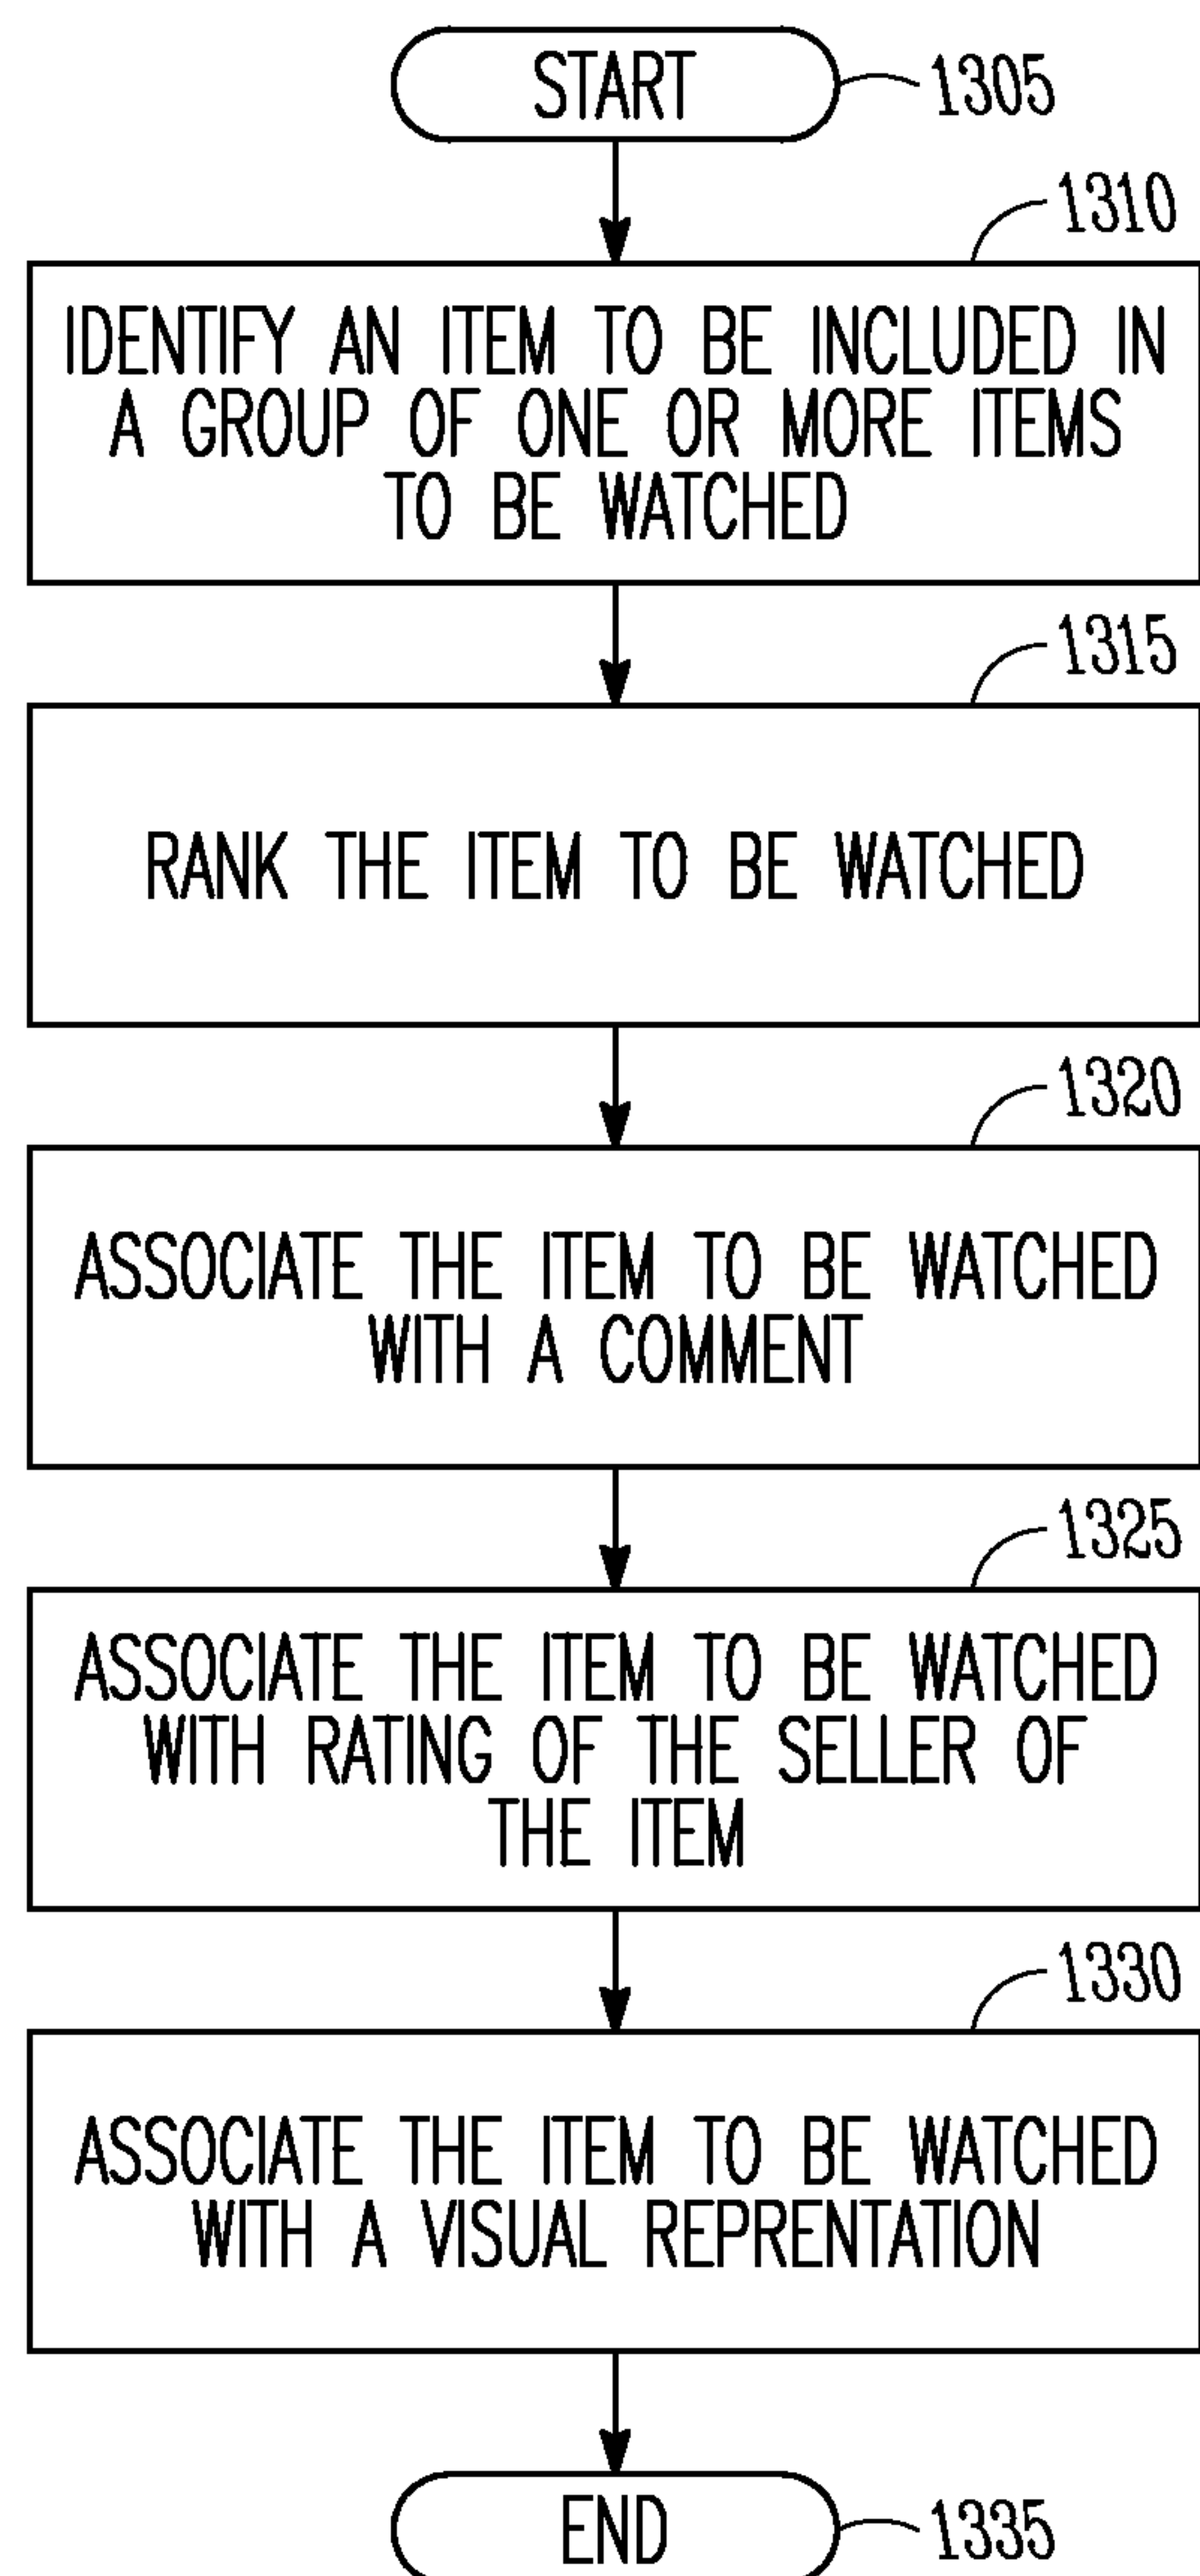 START
1305
1310
IDENTIFY AN ITEM TO BE INCLUDED IN
A GROUP OF ONE OR MORE ITEMS
TO BE WATCHED
1315
RANK THE ITEM TO BE WATCHED
1320
ASSOCIATE THE ITEM TO BE WATCHED
WITH A COMMENT
1325
ASSOCIATE THE ITEM TO BE WATCHED
WITH RATING OF THE SELLER OF
THE ITEM
1330
ASSOCIATE THE ITEM TO BE WATCHED
WITH A VISUAL REPRENTATION
END
1335